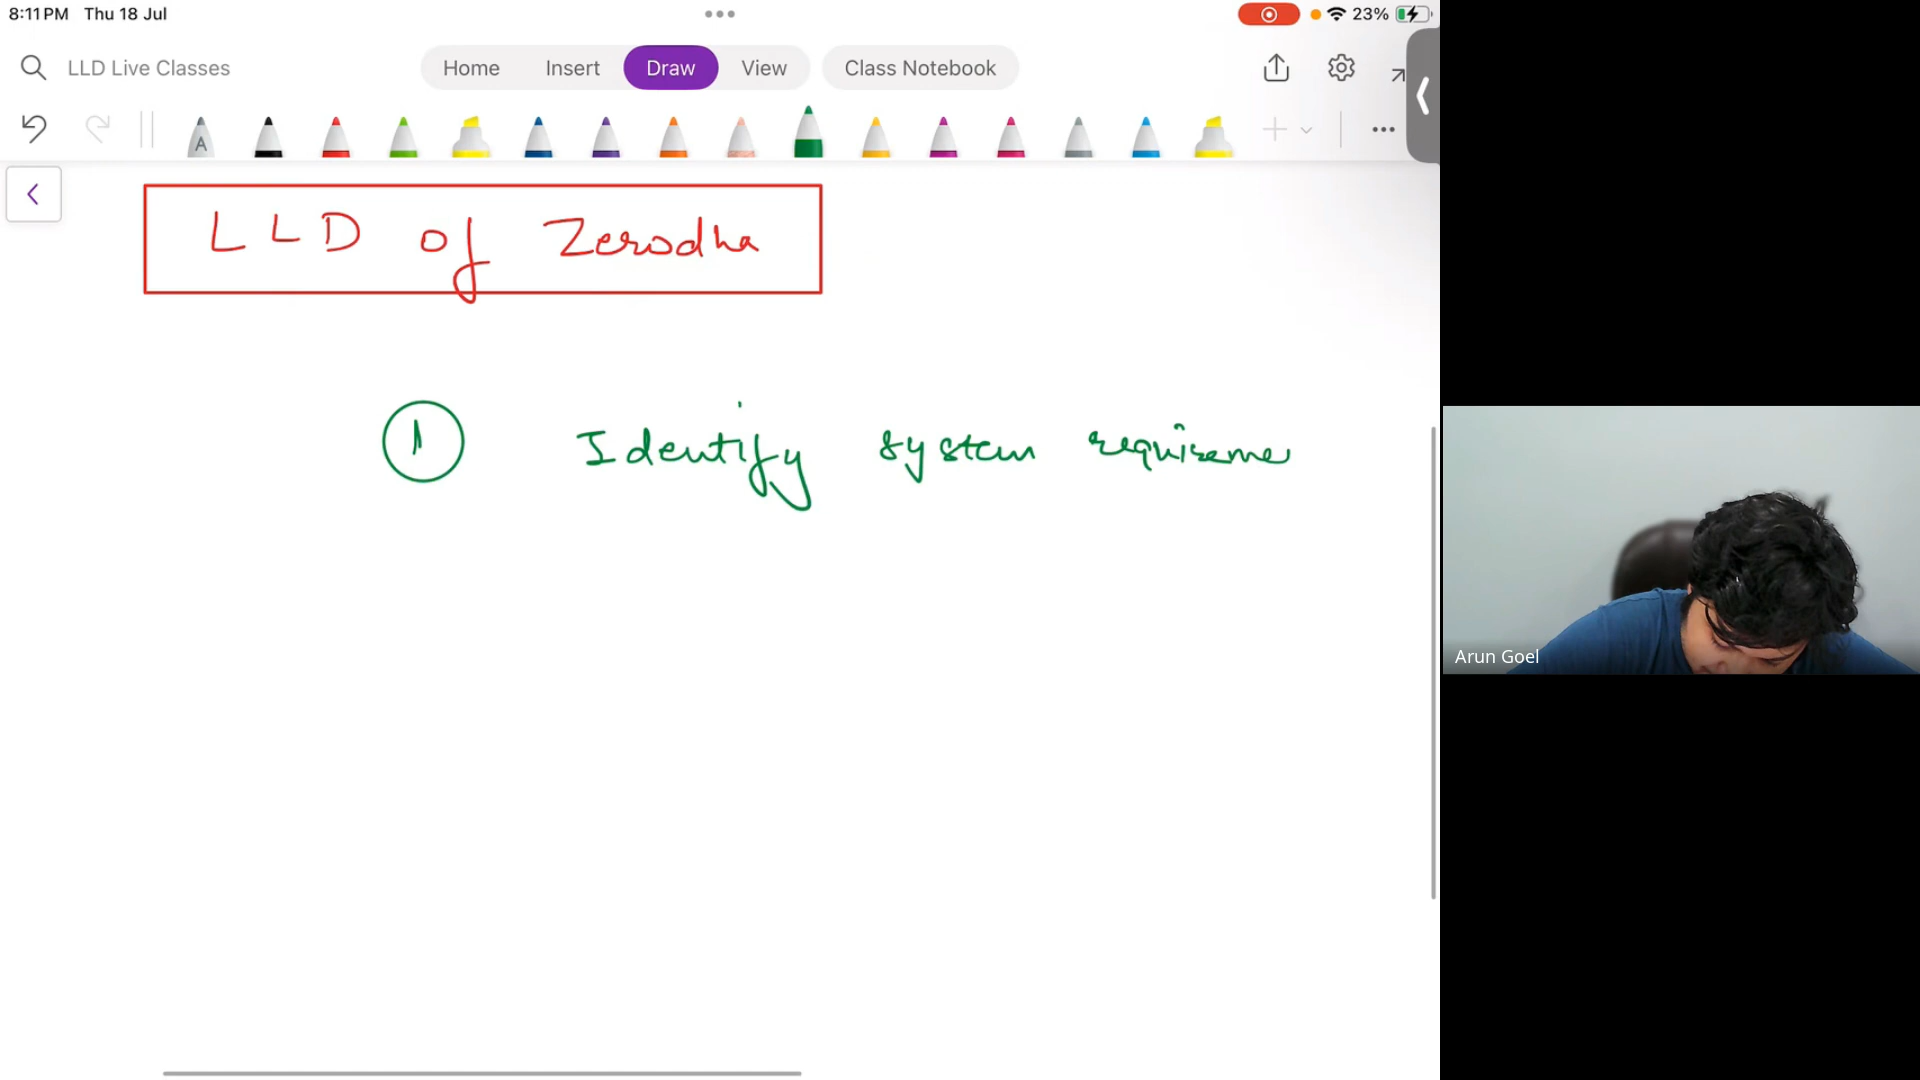 8:11 PM Thu 18 Jul
23%
LLD Live Classes
Home Insert Draw View Class Notebook
A
LLD of Zerodha
1 Identify system requireme
Arun Goel